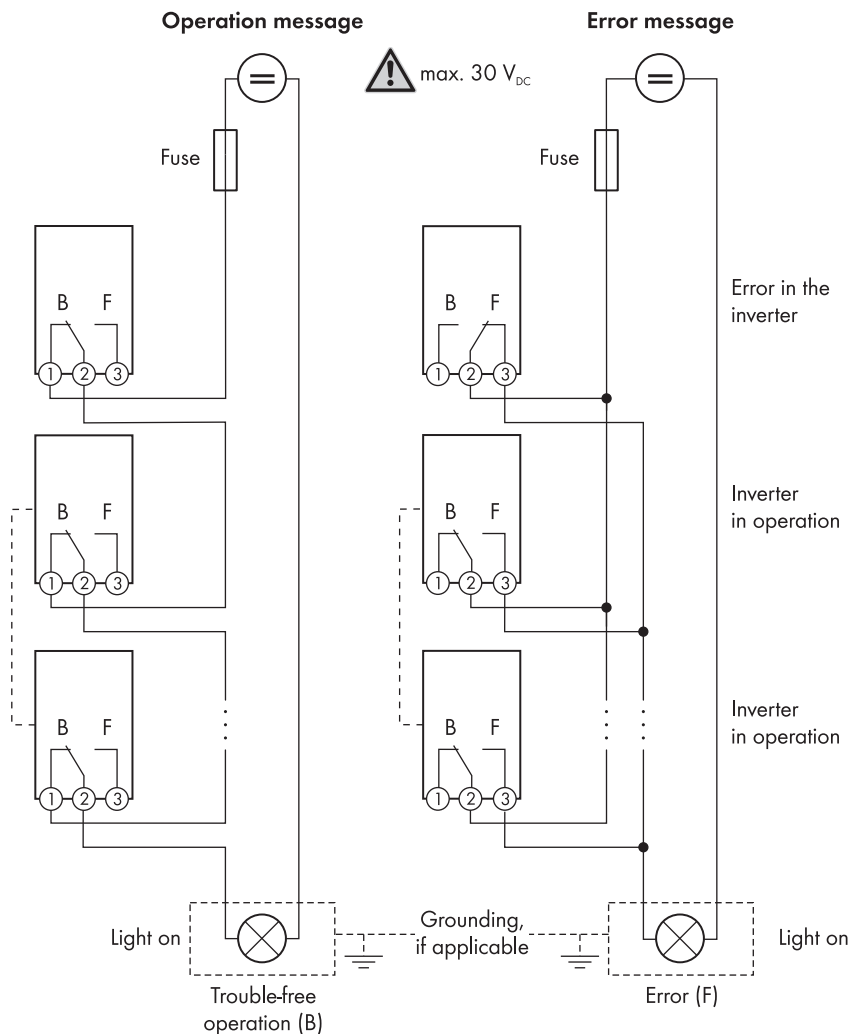 Operation message
Error message
max. 30 V_DC
Fuse
Fuse
B F
1 2 3
B F
1 2 3
Error in the
inverter
B F
1 2 3
B F
1 2 3
Inverter
in operation
B F
1 2 3
B F
1 2 3
Inverter
in operation
Light on
Grounding,
if applicable
Light on
Trouble-free
operation (B)
Error (F)